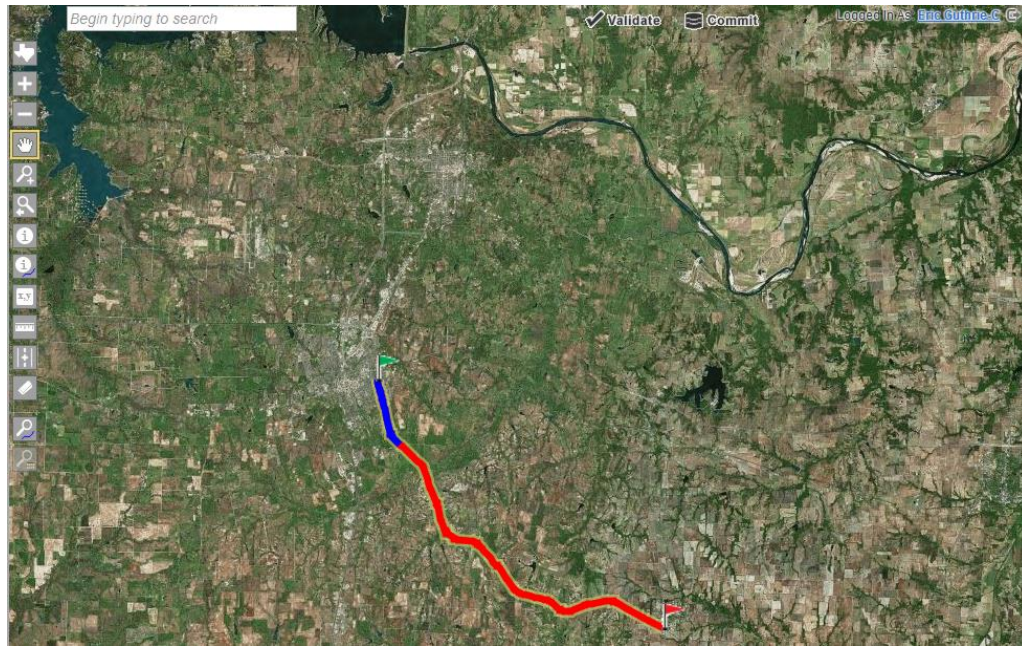 Begin typing to search
Validate
Commit
Logged In As: Eric.Guthrie.C
i
i
x,y